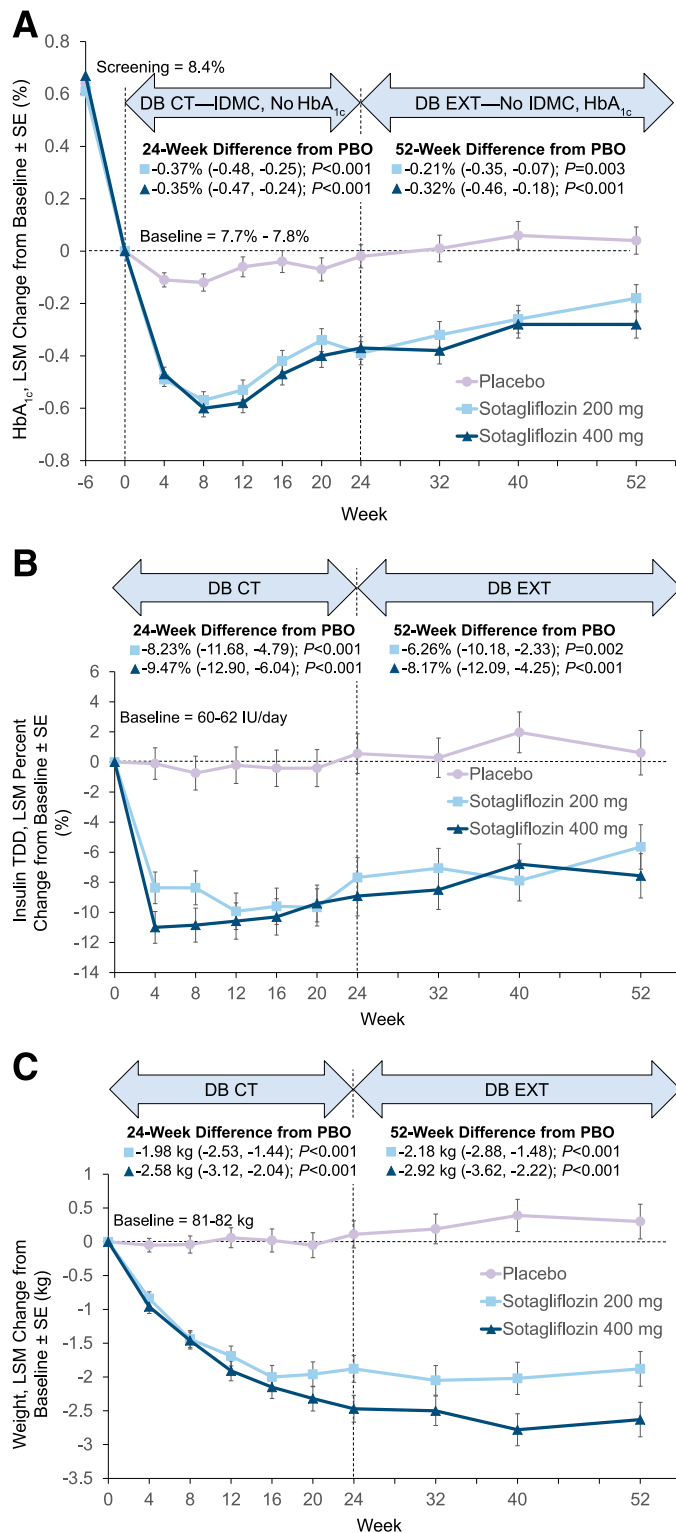 A
Screening = 8.4%
DB CT—IDMC, No HbA1c
DB EXT—No IDMC, HbA1c
24-Week Difference from PBO
-0.37% (-0.48, -0.25); P<0.001
-0.35% (-0.47, -0.24); P<0.001
52-Week Difference from PBO
-0.21% (-0.35, -0.07); P=0.003
-0.32% (-0.46, -0.18); P<0.001
Baseline = 7.7% - 7.8%
HbA1c, LSM Change from Baseline ± SE (%)
0.8
0.6
0.4
0.2
0
-0.2
-0.4
-0.6
-0.8
Placebo
Sotagliflozin 200 mg
Sotagliflozin 400 mg
-6 0 4 8 12 16 20 24 32 40 52
Week
B
DB CT
DB EXT
24-Week Difference from PBO
-8.23% (-11.68, -4.79); P<0.001
-9.47% (-12.90, -6.04); P<0.001
52-Week Difference from PBO
-6.26% (-10.18, -2.33); P=0.002
-8.17% (-12.09, -4.25); P<0.001
Baseline = 60-62 IU/day
Insulin TDD, LSM Percent
Change from Baseline ± SE
(%)
6
4
2
0
-2
-4
-6
-8
-10
-12
-14
Placebo
Sotagliflozin 200 mg
Sotagliflozin 400 mg
0 4 8 12 16 20 24 32 40 52
Week
C
DB CT
DB EXT
24-Week Difference from PBO
-1.98 kg (-2.53, -1.44); P<0.001
-2.58 kg (-3.12, -2.04); P<0.001
52-Week Difference from PBO
-2.18 kg (-2.88, -1.48); P<0.001
-2.92 kg (-3.62, -2.22); P<0.001
Baseline = 81-82 kg
Weight, LSM Change from
Baseline ± SE (kg)
1
0.5
0
-0.5
-1
-1.5
-2
-2.5
-3
-3.5
Placebo
Sotagliflozin 200 mg
Sotagliflozin 400 mg
0 4 8 12 16 20 24 32 40 52
Week